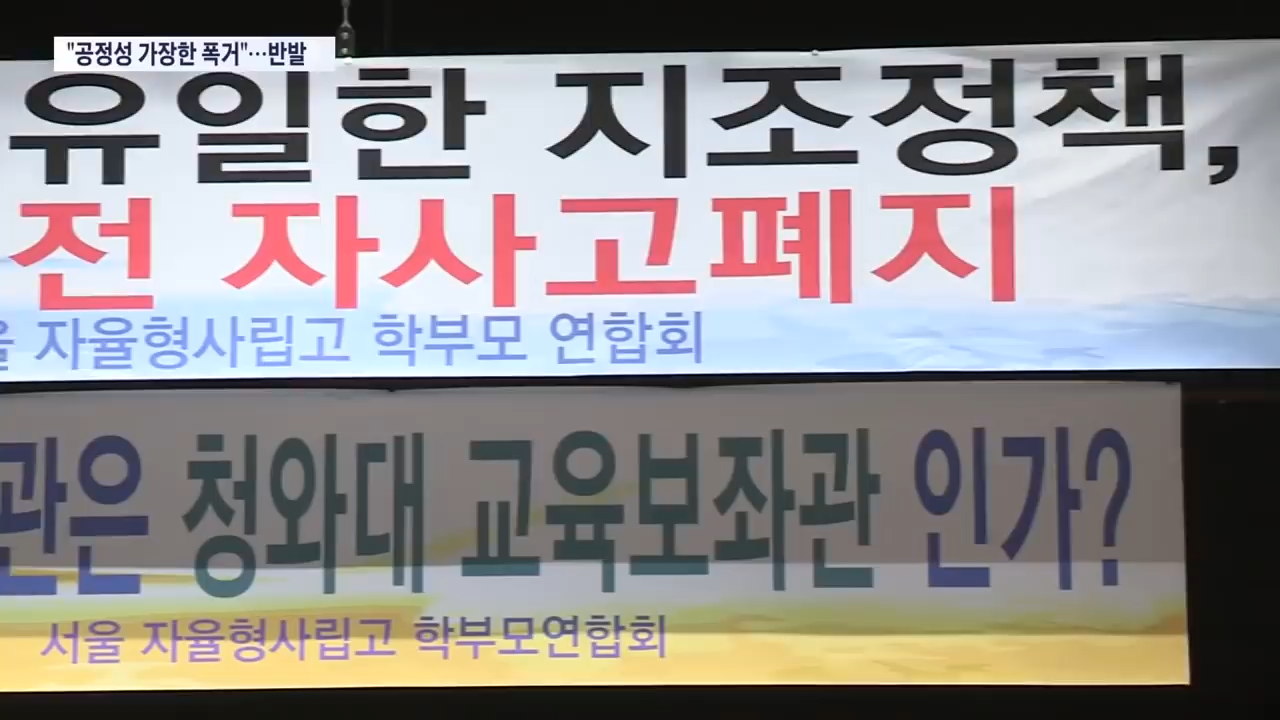 "공정성 가장한 폭거"…반발
유일한 지조정책,
전 자사고폐지
울 자율형사립고 학부모 연합회
관은 청와대 교육보좌관 인가?
서울 자율형사립고 학부모연합회